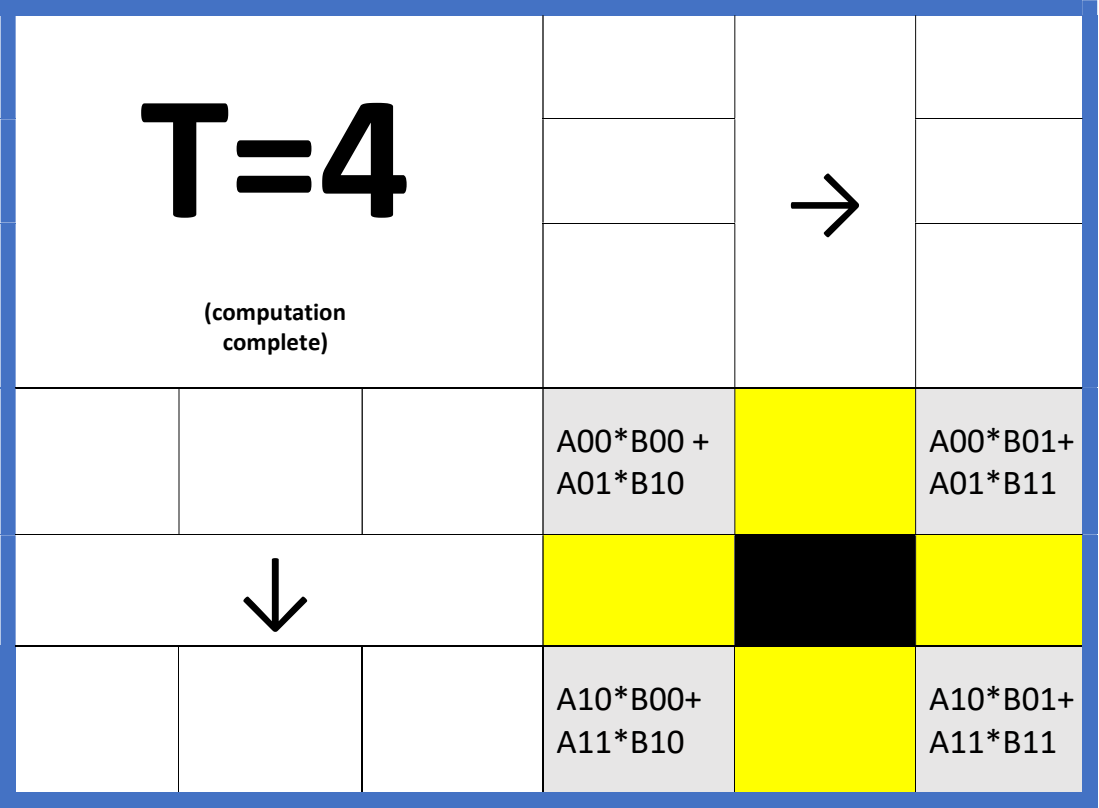 T=4
(computation
complete)
→
A00*B00 +
A01*B10
A00*B01+
A01*B11
↓
A10*B00+
A11*B10
A10*B01+
A11*B11